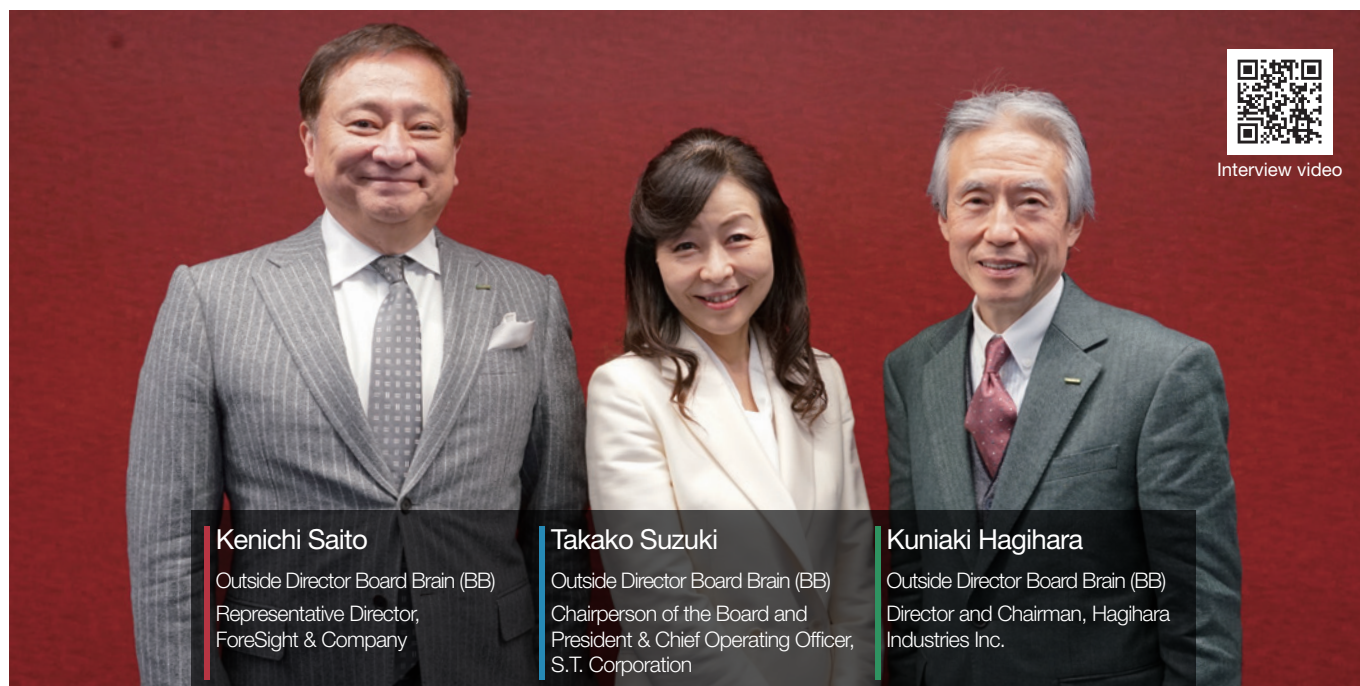 Interview video
Kenichi Saito
Outside Director Board Brain (BB)
Representative Director,
ForeSight & Company
Takako Suzuki
Outside Director Board Brain (BB)
Chairperson of the Board and
President & Chief Operating Officer,
S.T. Corporation
Kuniaki Hagihara
Outside Director Board Brain (BB)
Director and Chairman, Hagihara
Industries Inc.